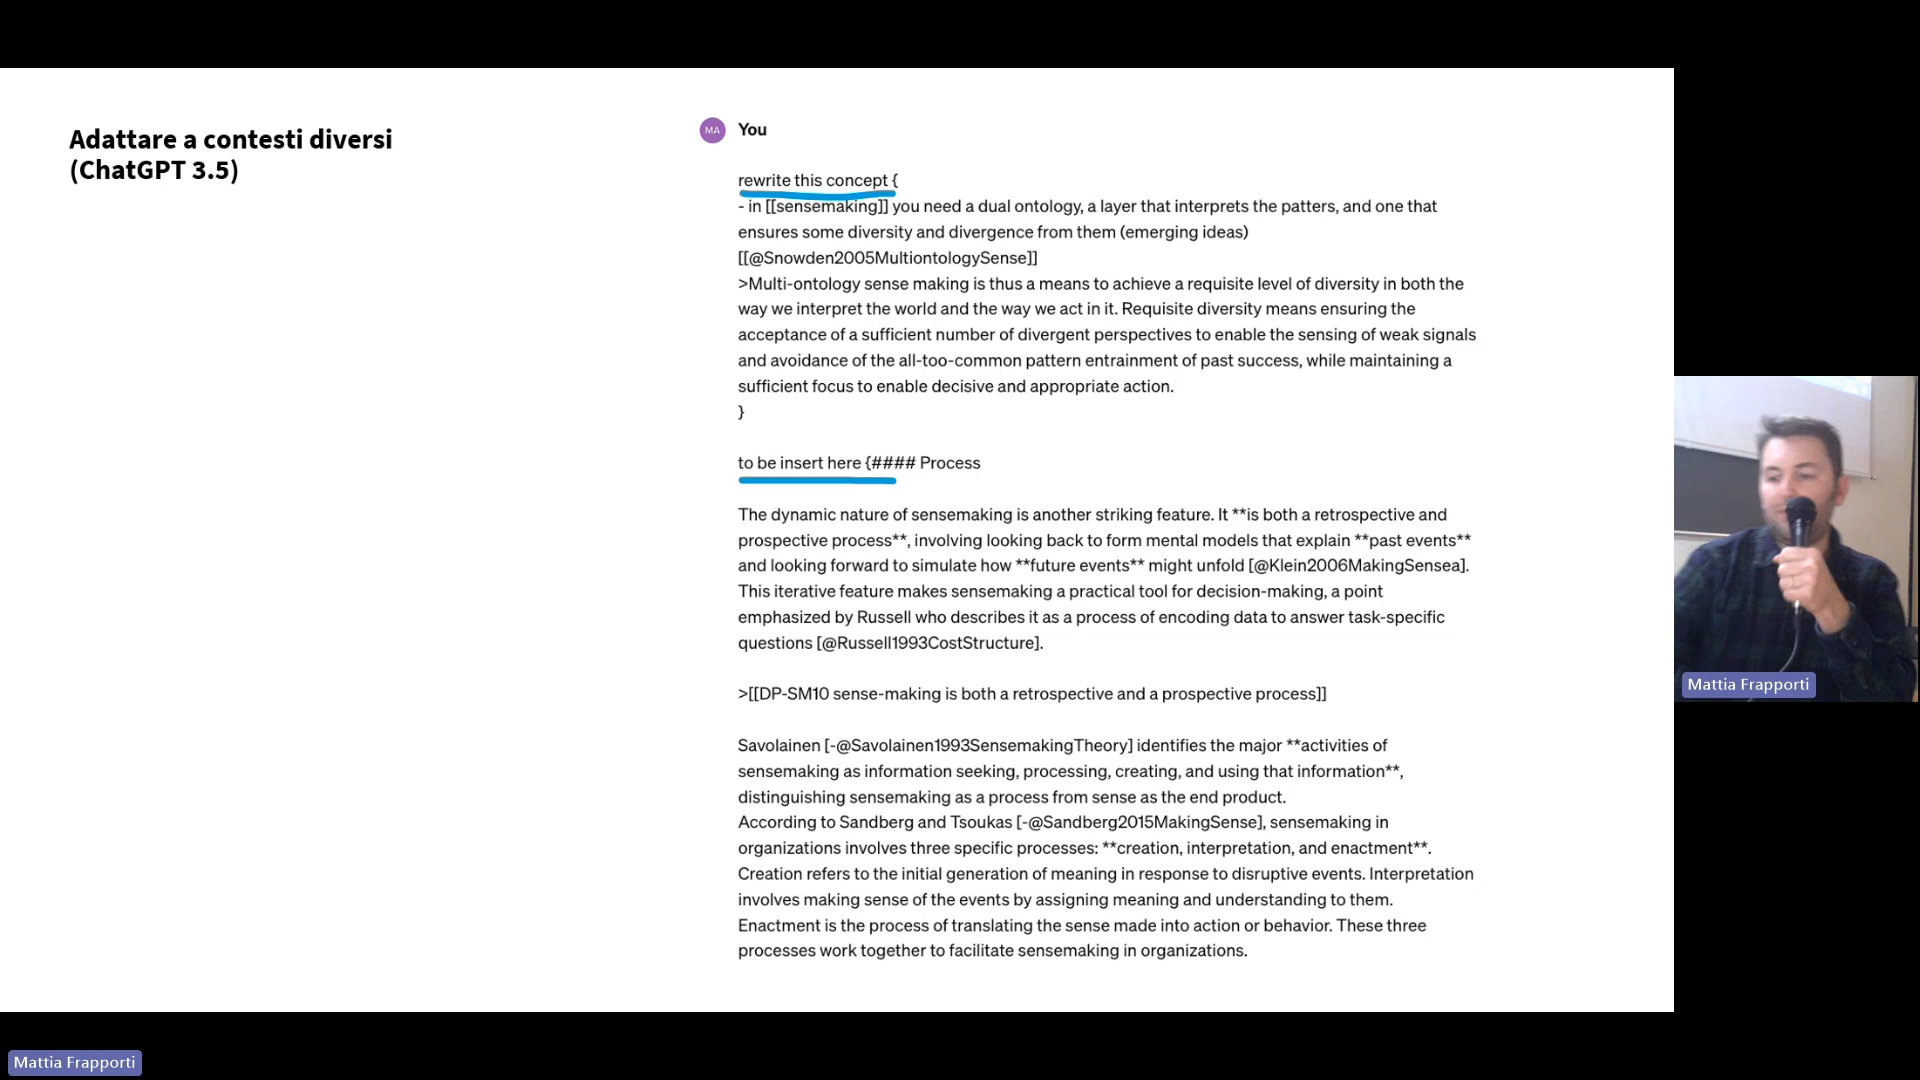 Adattare a contesti diversi
(ChatGPT 3.5)
MA
You
rewrite this concept {
- in [[sensemaking]] you need a dual ontology, a layer that interprets the patters, and one that
ensures some diversity and divergence from them (emerging ideas)
[[@Snowden2005MultiontologySense]]
>Multi-ontology sense making is thus a means to achieve a requisite level of diversity in both the
way we interpret the world and the way we act in it. Requisite diversity means ensuring the
acceptance of a sufficient number of divergent perspectives to enable the sensing of weak signals
and avoidance of the all-too-common pattern entrainment of past success, while maintaining a
sufficient focus to enable decisive and appropriate action.
}
to be insert here {#### Process
The dynamic nature of sensemaking is another striking feature. It **is both a retrospective and
prospective process**, involving looking back to form mental models that explain **past events**
and looking forward to simulate how **future events** might unfold [@Klein2006MakingSensea].
This iterative feature makes sensemaking a practical tool for decision-making, a point
emphasized by Russell who describes it as a process of encoding data to answer task-specific
questions [@Russell1993CostStructure].
>[[DP-SM10 sense-making is both a retrospective and a prospective process]]
Savolainen [-@Savolainen1993SensemakingTheory] identifies the major **activities of
sensemaking as information seeking, processing, creating, and using that information**,
distinguishing sensemaking as a process from sense as the end product.
According to Sandberg and Tsoukas [-@Sandberg2015MakingSense], sensemaking in
organizations involves three specific processes: **creation, interpretation, and enactment**.
Creation refers to the initial generation of meaning in response to disruptive events. Interpretation
involves making sense of the events by assigning meaning and understanding to them.
Enactment is the process of translating the sense made into action or behavior. These three
processes work together to facilitate sensemaking in organizations.
Mattia Frapporti
Mattia Frapporti